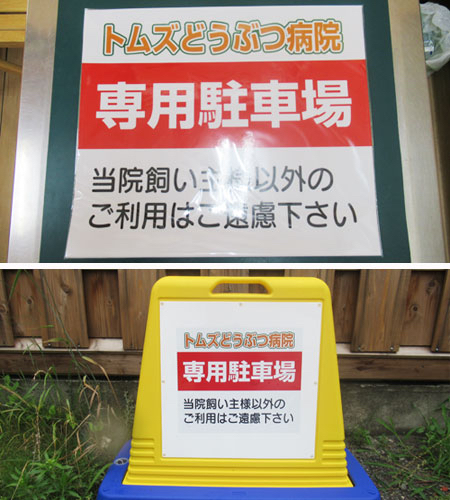 トムズどうぶつ病院
専用駐車場
当院飼い主様以外の
ご利用はご遠慮下さい
トムズどうぶつ病院
専用駐車場
当院飼い主様以外の
ご利用はご遠慮下さい